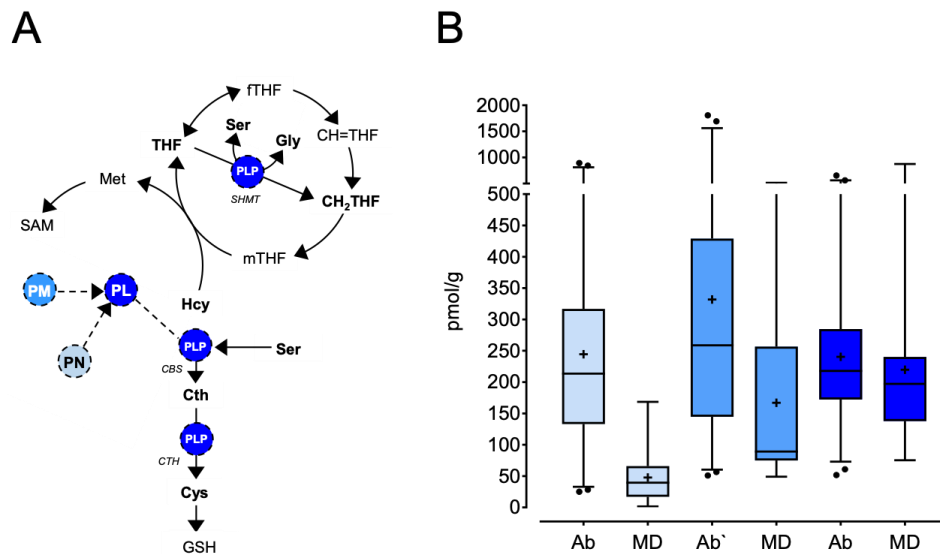 A
B
fTHF
Ser
Gly
CH=THF
THF
PLP
SHMT
Met
CH2THF
SAM
mTHF
PM
PL
Hcy
PN
PLP
Ser
CBS
Cth
PLP
CTH
Cys
GSH
pmol/g
2000
1500
1000
500
450
400
350
300
250
200
150
100
50
0
Ab MD Ab` MD Ab MD